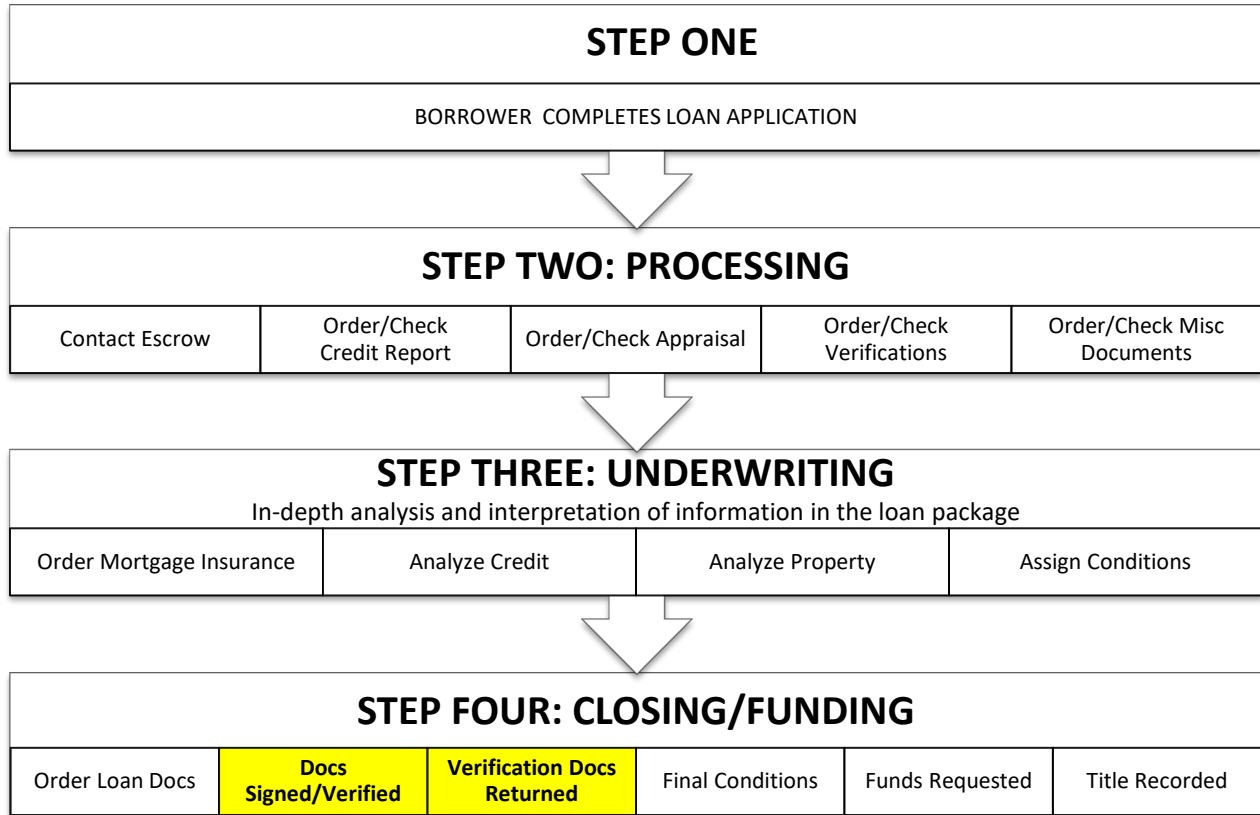 STEP ONE
BORROWER COMPLETES LOAN APPLICATION
STEP TWO: PROCESSING
Contact Escrow
Order/Check
Credit Report
Order/Check Appraisal
Order/Check
Verifications
Order/Check Misc
Documents
STEP THREE: UNDERWRITING
In-depth analysis and interpretation of information in the loan package
Order Mortgage Insurance
Analyze Credit
Analyze Property
Assign Conditions
STEP FOUR: CLOSING/FUNDING
Order Loan Docs
Docs
Signed/Verified
Verification Docs
Returned
Final Conditions
Funds Requested
Title Recorded